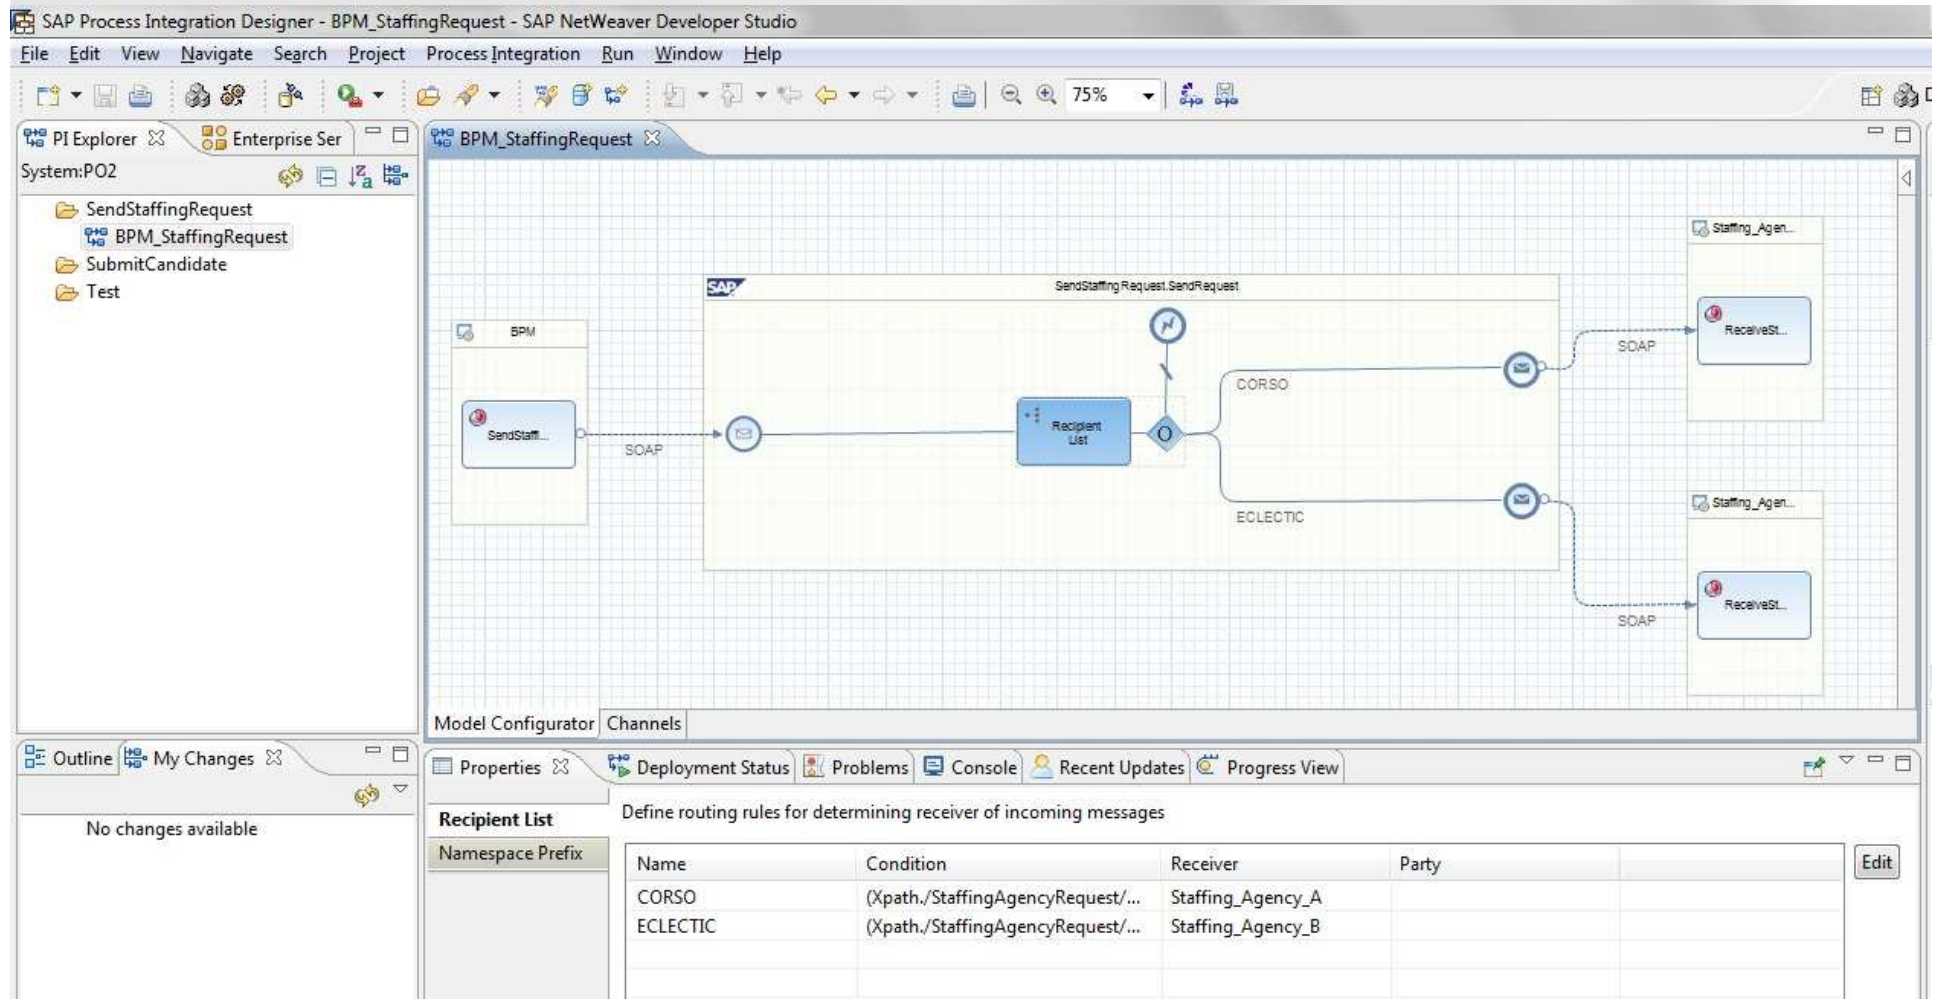 SAP Process Integration Designer - BPM_StaffingRequest - SAP NetWeaver Developer Studio
File Edit View Navigate Search Project Process Integration Run Window Help
75%
PI Explorer Enterprise Ser
BPM_StaffingRequest
System:PO2
SendStaffingRequest
BPM_StaffingRequest
SubmitCandidate
Test
Staffing_Agen...
SAP
SendStaffingRequest.SendRequest
BPM
ReceiveSt...
SOAP
CORSO
Recipient
List
O
SendStaffi...
SOAP
Staffing_Agen...
ECLECTIC
ReceiveSt...
SOAP
Model Configurator Channels
Outline My Changes
No changes available
Properties Deployment Status Problems Console Recent Updates Progress View
Recipient List
Namespace Prefix
Define routing rules for determining receiver of incoming messages
Name Condition Receiver Party
Edit
CORSO (Xpath./StaffingAgencyRequest/... Staffing_Agency_A
ECLECTIC (Xpath./StaffingAgencyRequest/... Staffing_Agency_B